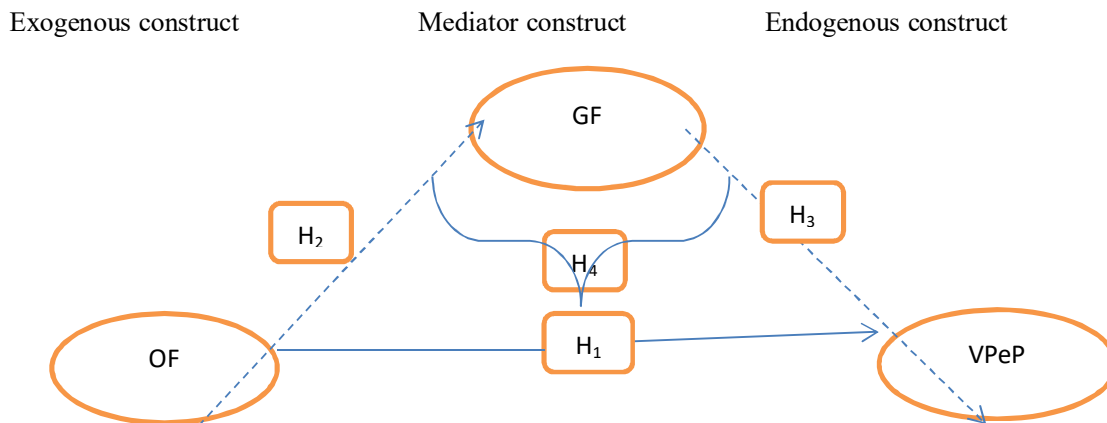 Exogenous construct Mediator construct Endogenous construct
GF
H₂
H₃
H₄
OF
H₁
VPeP